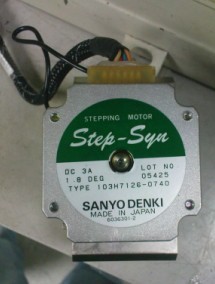 STEPPING MOTOR
Step-Syn
DC 3A LOT NO
1.8 DEG 05425
TYPE 103H7126-0740
SANYO DENKI
MADE IN JAPAN